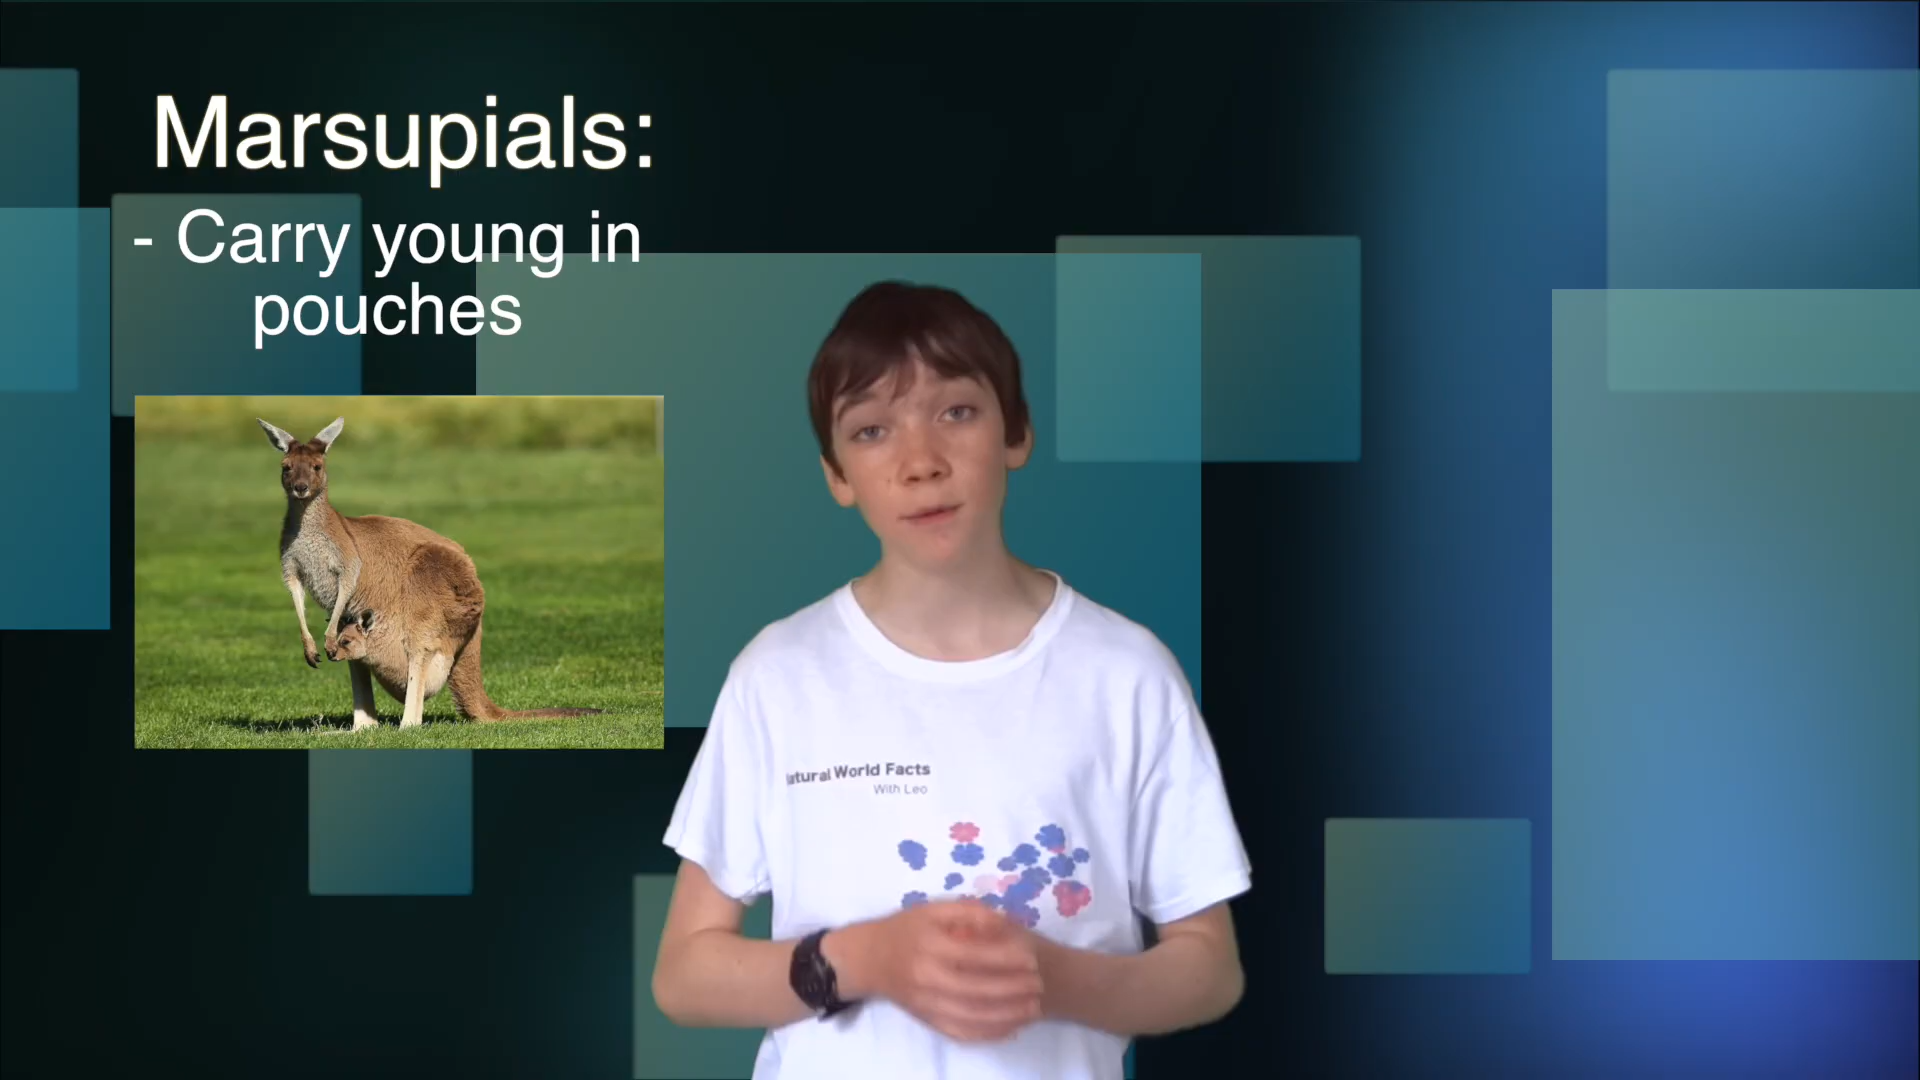 Marsupials:
- Carry young in
pouches
World Facts
With Leo